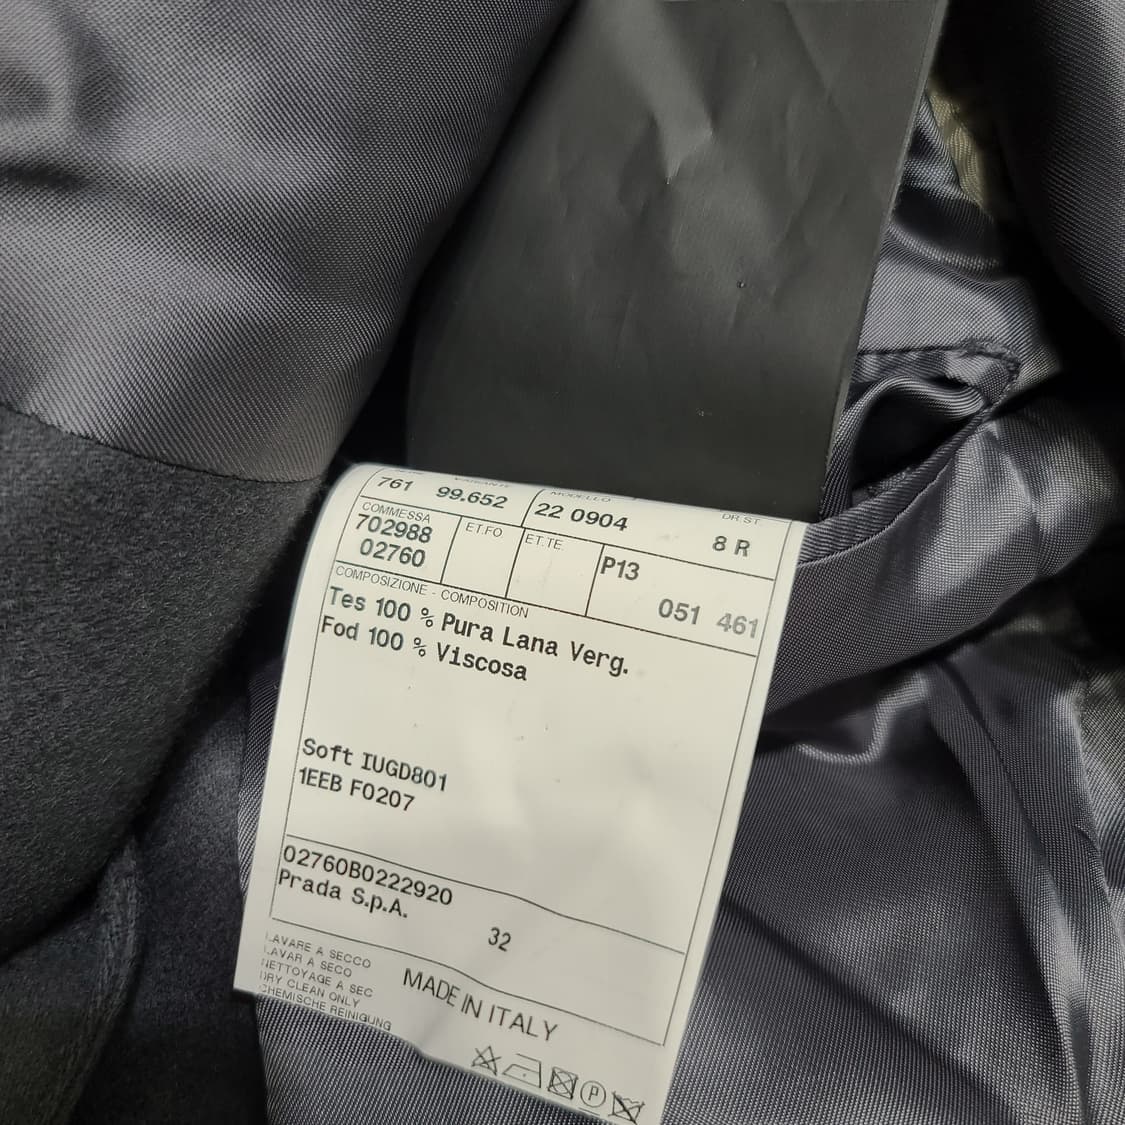 761 99.652 22 0904 8 R
MODELLO DR.ST
COMMESSA ET.FO ET.TE
702988
02760
P13
051 461
COMPOSIZIONE - COMPOSITION
Tes 100 % Pura Lana Verg.
Fod 100 % Viscosa
Soft IUGD801
1EEB F0207
02760B0222920
Prada S.p.A.
32
LAVARE A SECCO
LAVAR A SECO
NETTOYAGE A SEC
DRY CLEAN ONLY
CHEMISCHE REINIGUNG
MADE IN ITALY
P